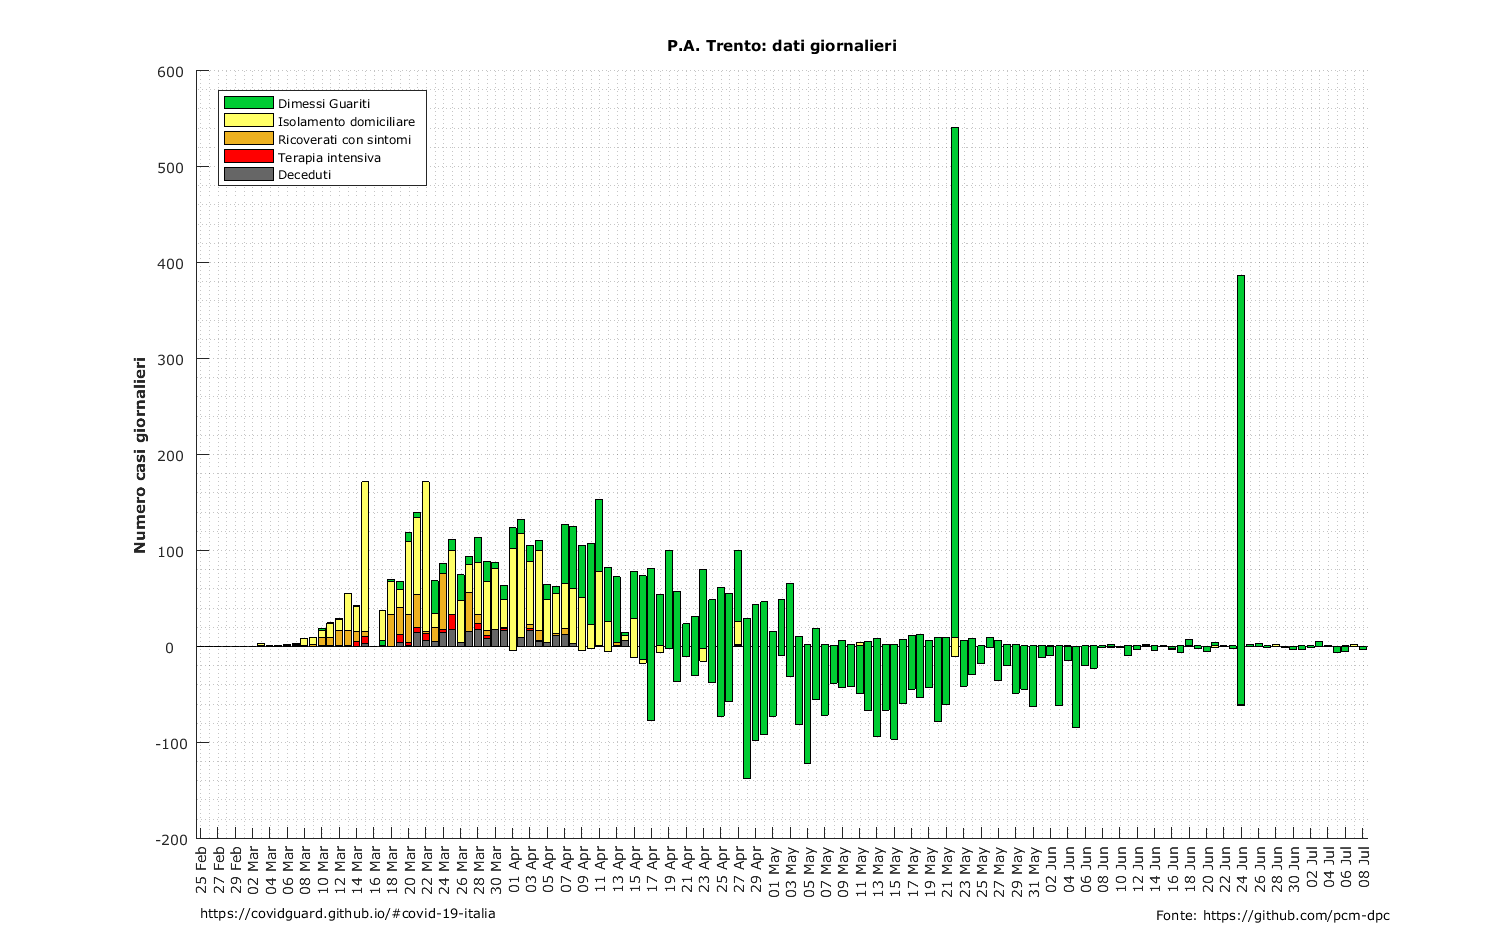 P.A. Trento: dati giornalieri
600
500
400
300
200
100
0
-100
-200
Numero casi giornalieri
Dimessi Guariti
Isolamento domiciliare
Ricoverati con sintomi
Terapia intensiva
Deceduti
25 Feb
27 Feb
29 Feb
02 Mar
04 Mar
06 Mar
08 Mar
10 Mar
12 Mar
14 Mar
16 Mar
18 Mar
20 Mar
22 Mar
24 Mar
26 Mar
28 Mar
30 Mar
01 Apr
03 Apr
05 Apr
07 Apr
09 Apr
11 Apr
13 Apr
15 Apr
17 Apr
19 Apr
21 Apr
23 Apr
25 Apr
27 Apr
29 Apr
01 May
03 May
05 May
07 May
09 May
11 May
13 May
15 May
17 May
19 May
21 May
23 May
25 May
27 May
29 May
31 May
02 Jun
04 Jun
06 Jun
08 Jun
10 Jun
12 Jun
14 Jun
16 Jun
18 Jun
20 Jun
22 Jun
24 Jun
26 Jun
28 Jun
30 Jun
02 Jul
04 Jul
06 Jul
08 Jul
https://covidguard.github.io/#covid-19-italia
Fonte: https://github.com/pcm-dpc